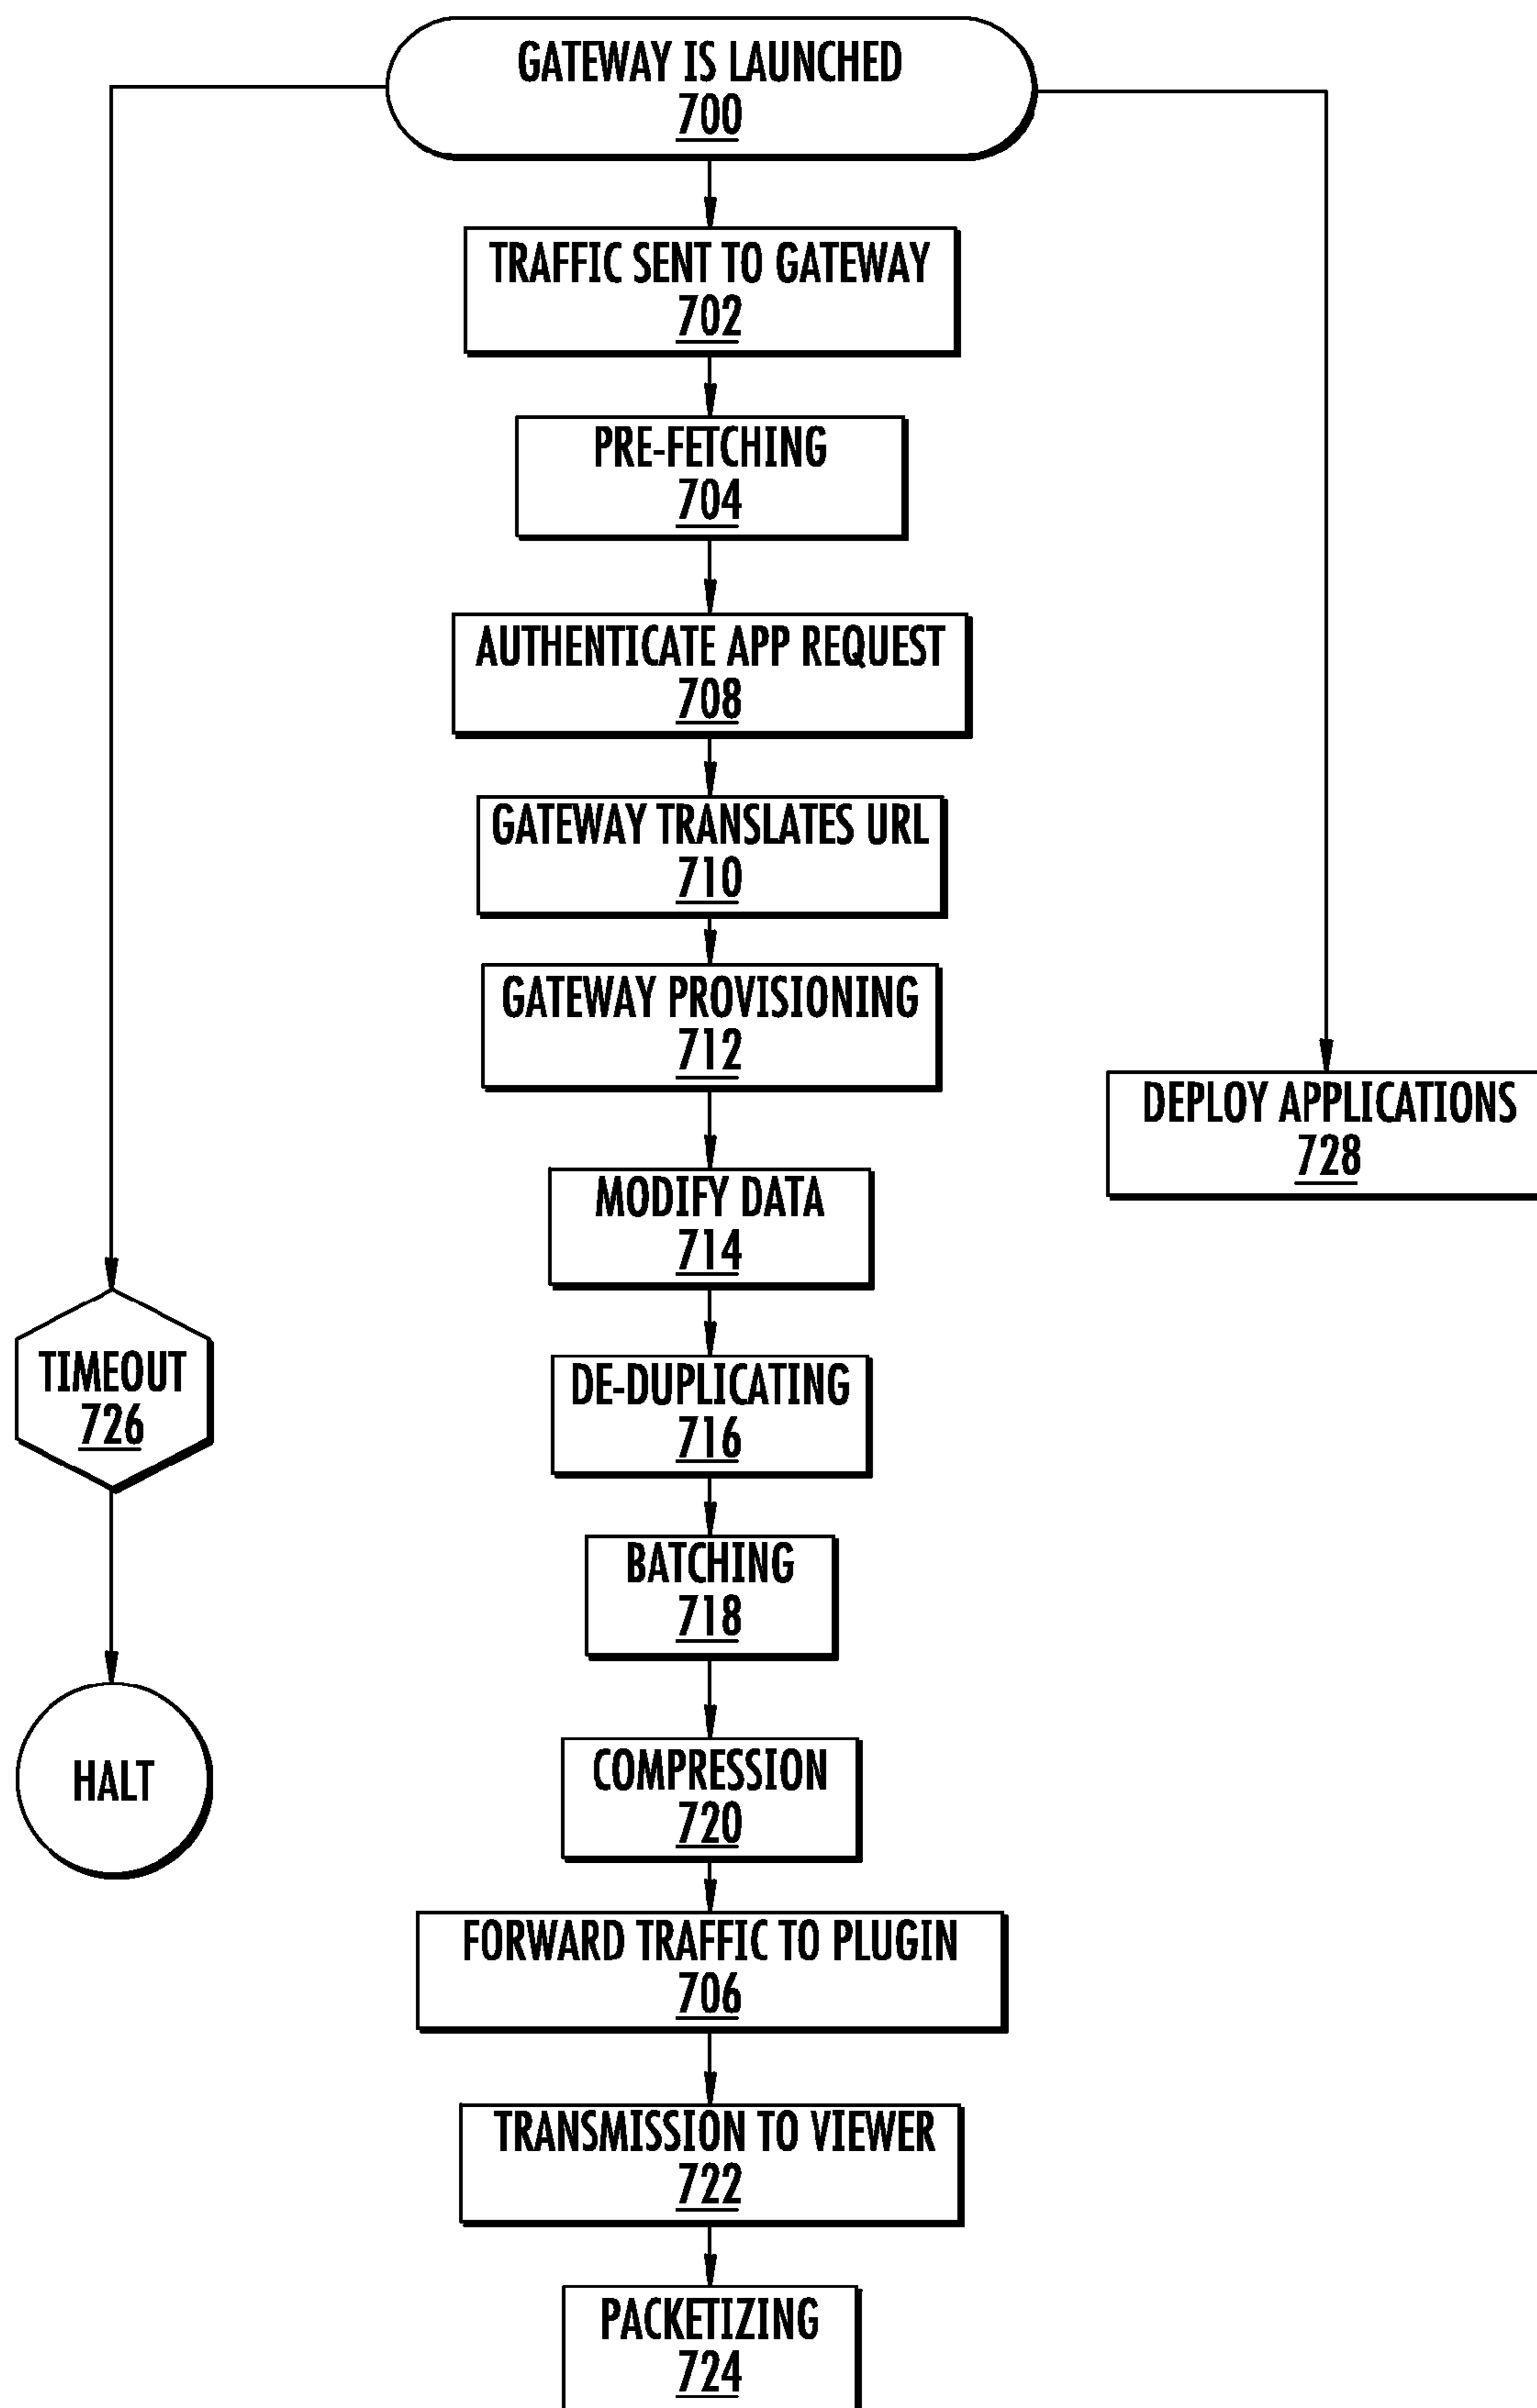 GATEWAY IS LAUNCHED
700
TRAFFIC SENT TO GATEWAY
702
PRE-FETCHING
704
AUTHENTICATE APP REQUEST
708
GATEWAY TRANSLATES URL
710
GATEWAY PROVISIONING
712
DEPLOY APPLICATIONS
728
MODIFY DATA
714
TIMEOUT
726
DE-DUPLICATING
716
BATCHING
718
HALT
COMPRESSION
720
FORWARD TRAFFIC TO PLUGIN
706
TRANSMISSION TO VIEWER
722
PACKETIZING
724